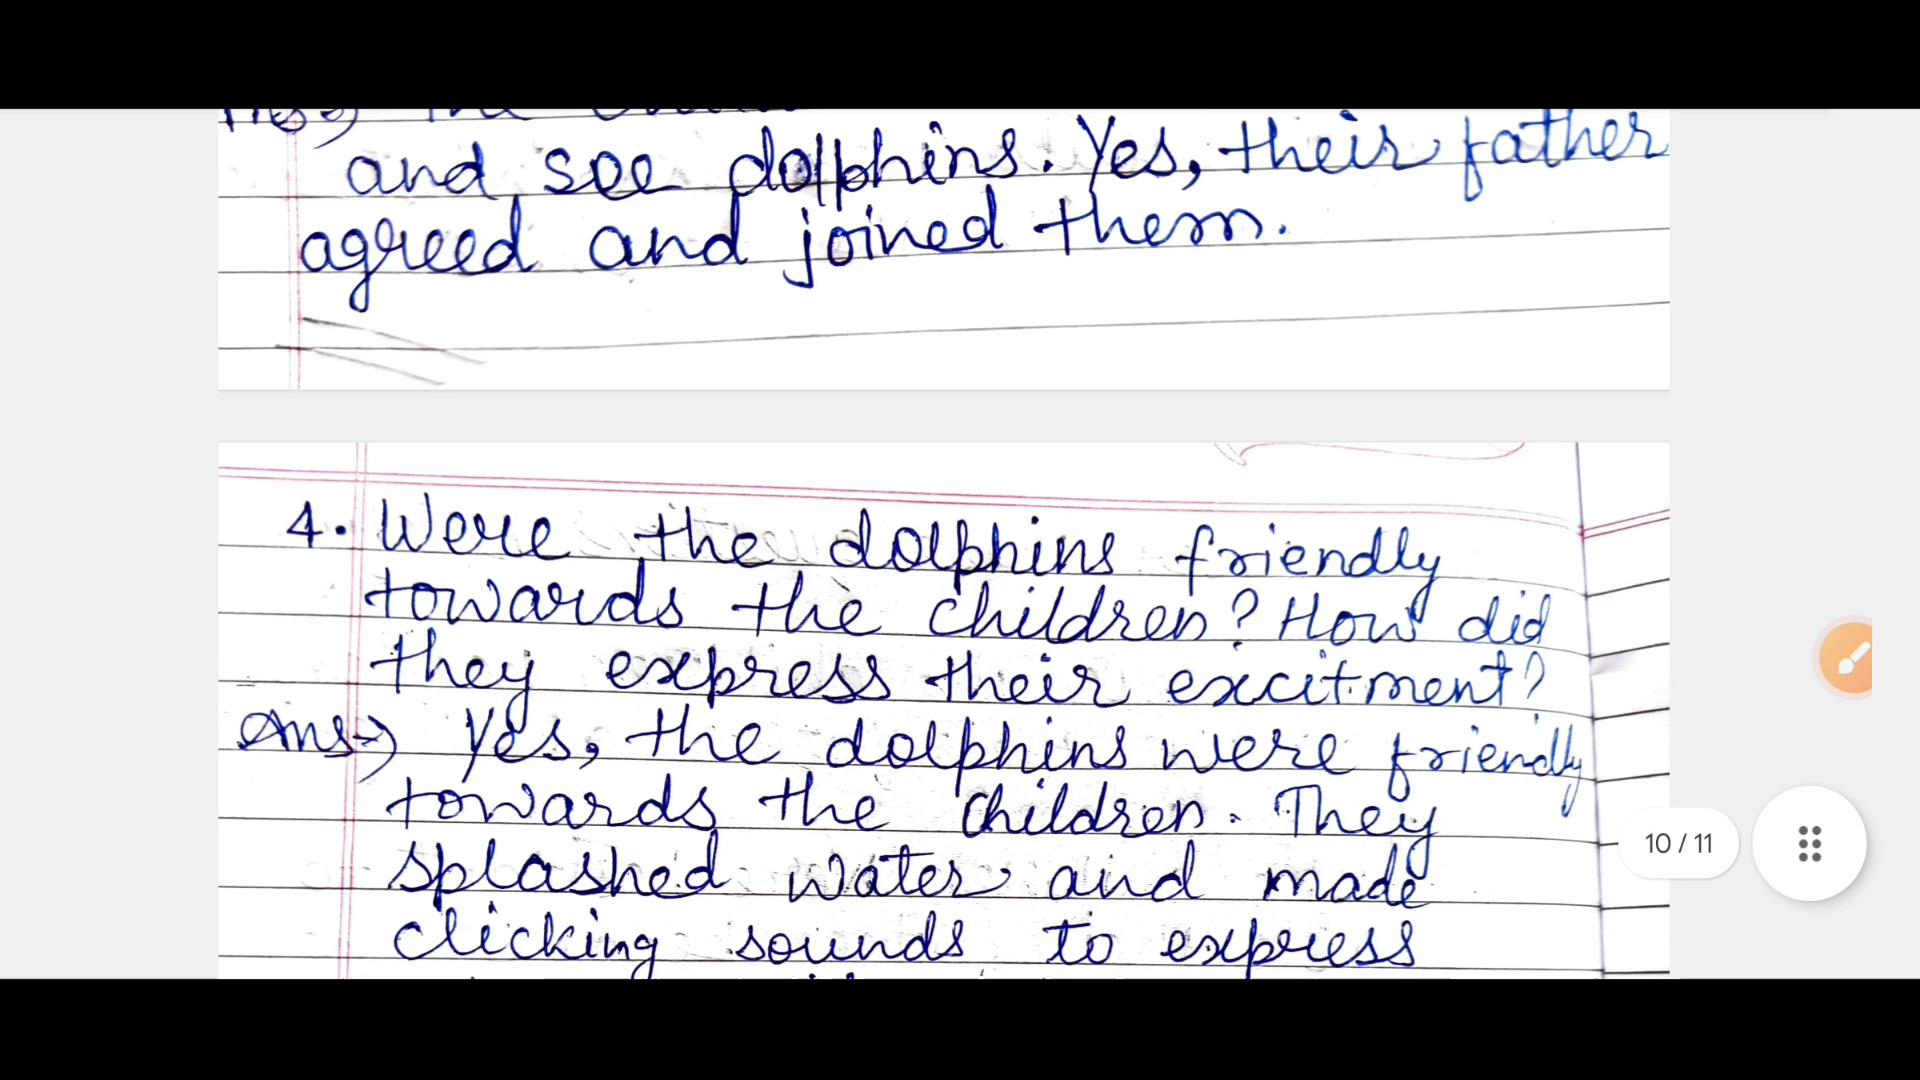 and see dolphins. Yes, their father
agreed and joined them.
4. Were the dolphins friendly
towards the children? How did
they express their excitment?
Ans→) Yes, the dolphins were friendly
towards the children. They
splashed water and made
clicking sounds to express
10 / 11